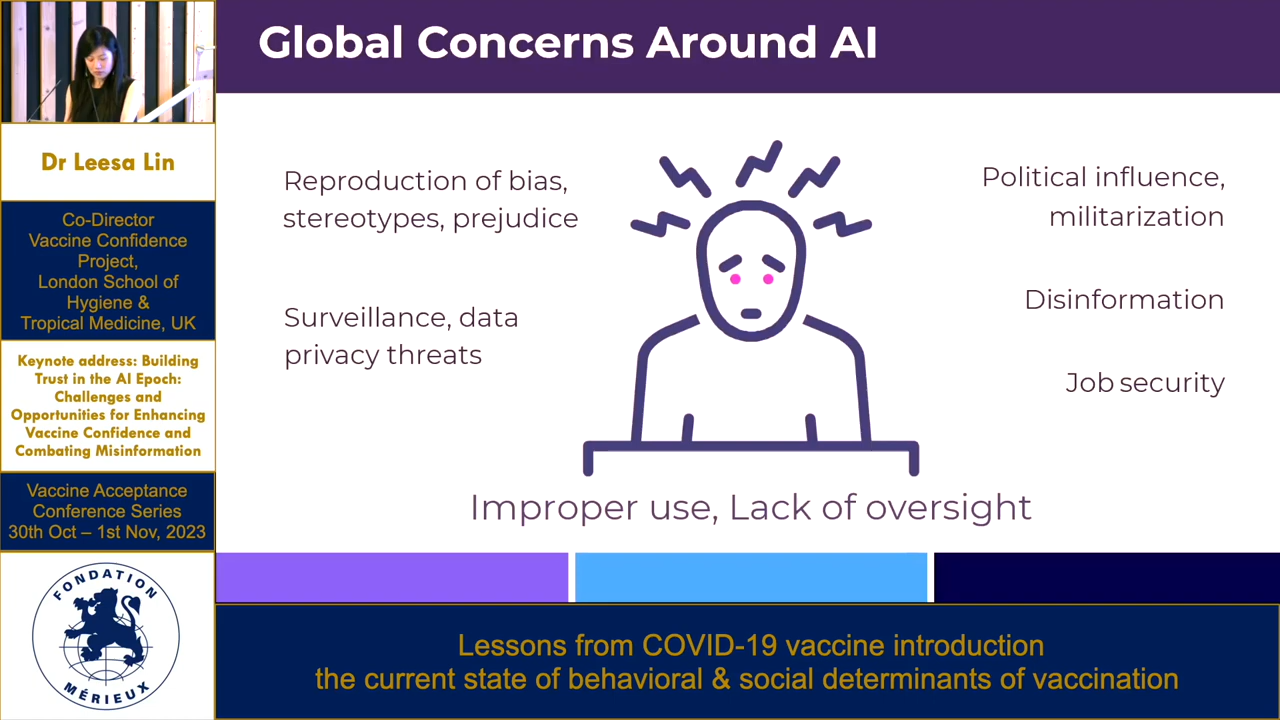 Dr Leesa Lin
Co-Director
Vaccine Confidence
Project,
London School of
Hygiene &
Tropical Medicine, UK
Keynote address: Building
Trust in the AI Epoch:
Challenges and
Opportunities for Enhancing
Vaccine Confidence and
Combating Misinformation
Vaccine Acceptance
Conference Series
30th Oct – 1st Nov, 2023
FONDATION
MÉRIEUX
Global Concerns Around AI
Reproduction of bias,
stereotypes, prejudice
Surveillance, data
privacy threats
Political influence,
militarization
Disinformation
Job security
Improper use, Lack of oversight
Lessons from COVID-19 vaccine introduction
the current state of behavioral & social determinants of vaccination